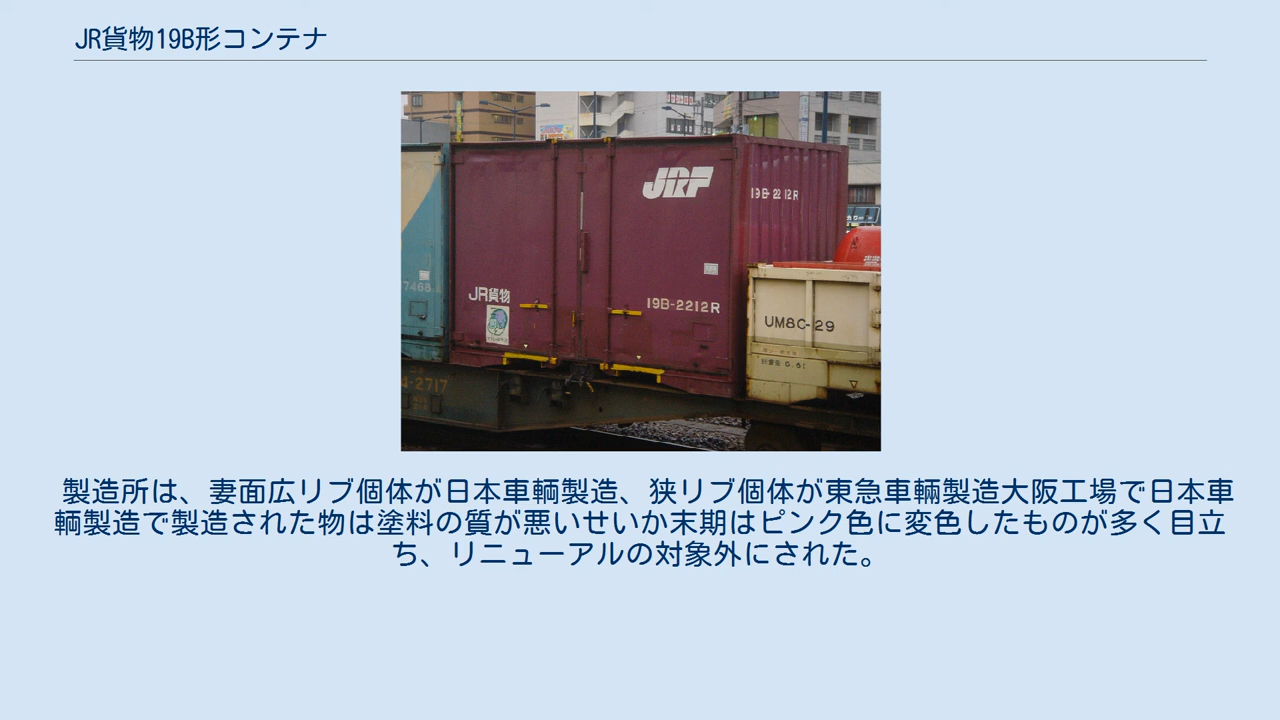 JR貨物19B形コンテナ
JRF
19B-2212R
7468
JR貨物
19B-2212R
UM8C-29
4-2717
製造所は、妻面広リブ個体が日本車輌製造、狭リブ個体が東急車輛製造大阪工場で日本車
輌製造で製造された物は塗料の質が悪いせいか末期はピンク色に変色したものが多く目立
ち、リニューアルの対象外にされた。